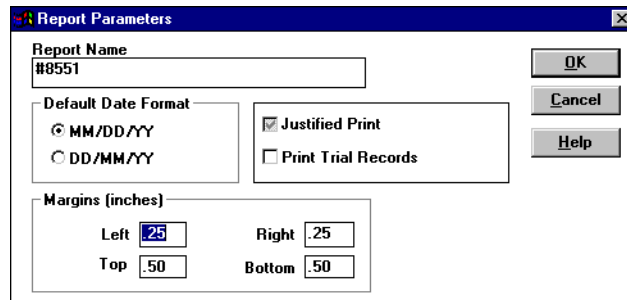 Report Parameters
Report Name
#8551
OK
Cancel
Help
Default Date Format
MM/DD/YY
DD/MM/YY
Justified Print
Print Trial Records
Margins (inches)
Left .25 Right .25
Top .50 Bottom .50